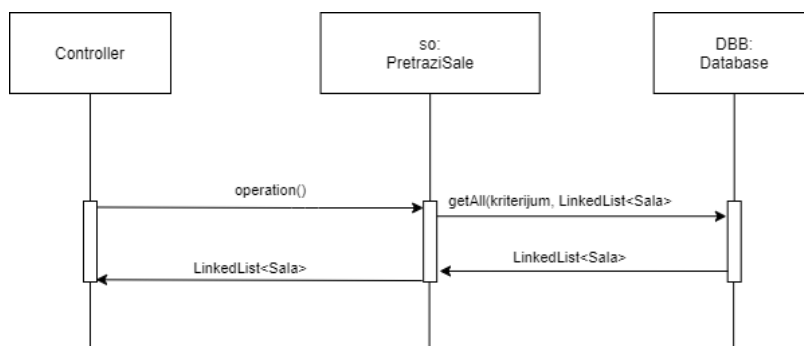 Controller
so:
PretraziSale
DBB:
Database
operation()
getAll(kriterijum, LinkedList<Sala>
LinkedList<Sala>
LinkedList<Sala>